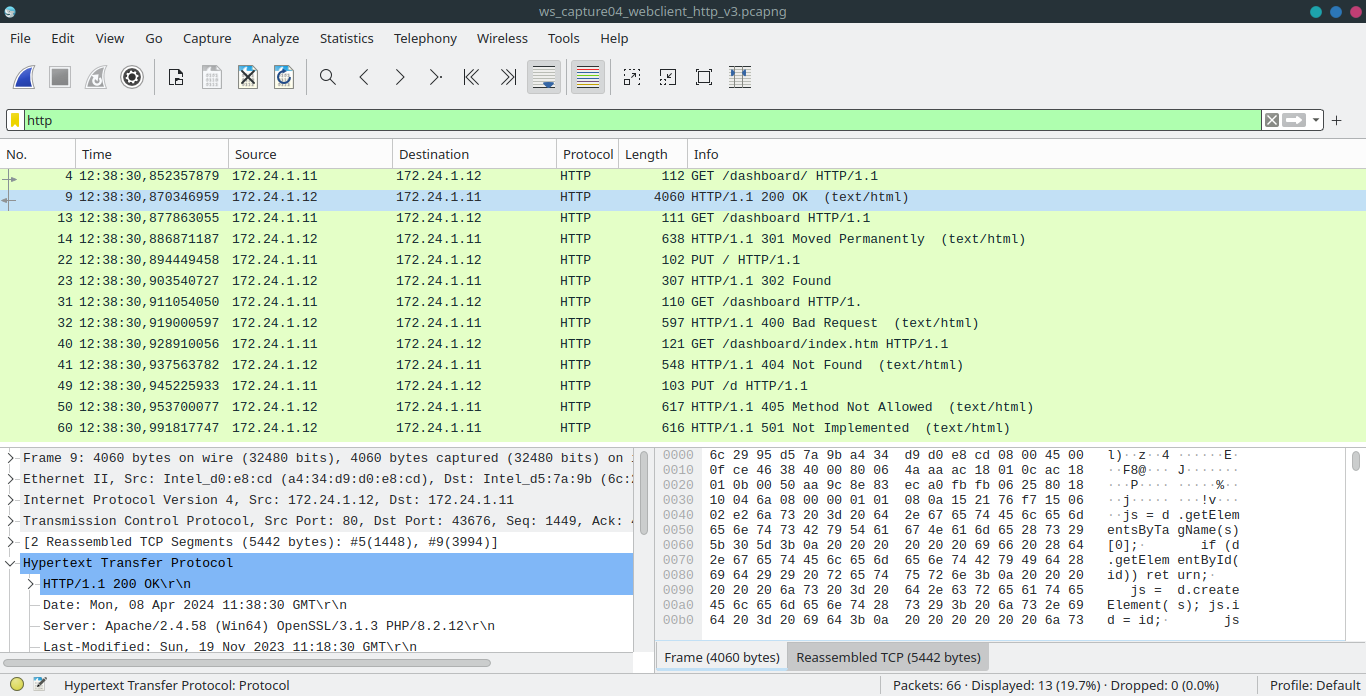 ws_capture04_webclient_http_v3.pcapng
File Edit View Go Capture Analyze Statistics Telephony Wireless Tools Help
http
No. Time Source Destination Protocol Length Info
4 12:38:30,852357879 172.24.1.11 172.24.1.12 HTTP 112 GET /dashboard/ HTTP/1.1
9 12:38:30,870346959 172.24.1.12 172.24.1.11 HTTP 4060 HTTP/1.1 200 OK (text/html)
13 12:38:30,877863055 172.24.1.11 172.24.1.12 HTTP 111 GET /dashboard HTTP/1.1
14 12:38:30,886871187 172.24.1.12 172.24.1.11 HTTP 638 HTTP/1.1 301 Moved Permanently (text/html)
22 12:38:30,894449458 172.24.1.11 172.24.1.12 HTTP 102 PUT / HTTP/1.1
23 12:38:30,903540727 172.24.1.12 172.24.1.11 HTTP 307 HTTP/1.1 302 Found
31 12:38:30,911054050 172.24.1.11 172.24.1.12 HTTP 110 GET /dashboard HTTP/1.
32 12:38:30,919000597 172.24.1.12 172.24.1.11 HTTP 597 HTTP/1.1 400 Bad Request (text/html)
40 12:38:30,928910056 172.24.1.11 172.24.1.12 HTTP 121 GET /dashboard/index.htm HTTP/1.1
41 12:38:30,937563782 172.24.1.12 172.24.1.11 HTTP 548 HTTP/1.1 404 Not Found (text/html)
49 12:38:30,945225933 172.24.1.11 172.24.1.12 HTTP 103 PUT /d HTTP/1.1
50 12:38:30,953700077 172.24.1.12 172.24.1.11 HTTP 617 HTTP/1.1 405 Method Not Allowed (text/html)
60 12:38:30,991817747 172.24.1.12 172.24.1.11 HTTP 616 HTTP/1.1 501 Not Implemented (text/html)
Frame 9: 4060 bytes on wire (32480 bits), 4060 bytes captured (32480 bits) on
Ethernet II, Src: Intel_d0:e8:cd (a4:34:d9:d0:e8:cd), Dst: Intel_d5:7a:9b (6c:
Internet Protocol Version 4, Src: 172.24.1.12, Dst: 172.24.1.11
Transmission Control Protocol, Src Port: 80, Dst Port: 43676, Seq: 1449, Ack:
[2 Reassembled TCP Segments (5442 bytes): #5(1448), #9(3994)]
Hypertext Transfer Protocol
HTTP/1.1 200 OK\r\n
Date: Mon, 08 Apr 2024 11:38:30 GMT\r\n
Server: Apache/2.4.58 (Win64) OpenSSL/3.1.3 PHP/8.2.12\r\n
Last-Modified: Sun, 19 Nov 2023 11:18:30 GMT\r\n
0000 6c 29 95 d5 7a 9b a4 34 d9 d0 e8 cd 08 00 45 00 l)··z··4 ······E·
0010 0f ce 46 38 40 00 80 06 4a aa ac 18 01 0c ac 18 ··F8@··· J·······
0020 01 0b 00 50 aa 9c 8e 83 ec a0 fb fb 06 25 80 18 ···P···· ·····%··
0030 10 04 6a 08 00 00 01 01 08 0a 15 21 76 f7 15 06 ··j····· ···!v···
0040 02 e2 6a 73 20 3d 20 64 2e 67 65 74 45 6c 65 6d ··js = d .getElem
0050 65 6e 74 73 42 79 54 61 67 4e 61 6d 65 28 73 29 entsByTa gName(s)
0060 5b 30 5d 3b 0a 20 20 20 20 20 20 69 66 20 28 64 [0];· if (d
0070 2e 67 65 74 45 6c 65 6d 65 6e 74 42 79 49 64 28 .getElem entById(
0080 69 64 29 29 20 72 65 74 75 72 6e 3b 0a 20 20 20 id)) ret urn;·
0090 20 20 20 6a 73 20 3d 20 64 2e 63 72 65 61 74 65 js = d.create
00a0 45 6c 65 6d 65 6e 74 28 73 29 3b 20 6a 73 2e 69 Element( s); js.i
00b0 64 20 3d 20 69 64 3b 0a 20 20 20 20 20 20 6a 73 d = id;· js
Frame (4060 bytes) Reassembled TCP (5442 bytes)
Hypertext Transfer Protocol: Protocol Packets: 66 · Displayed: 13 (19.7%) · Dropped: 0 (0.0%) Profile: Default